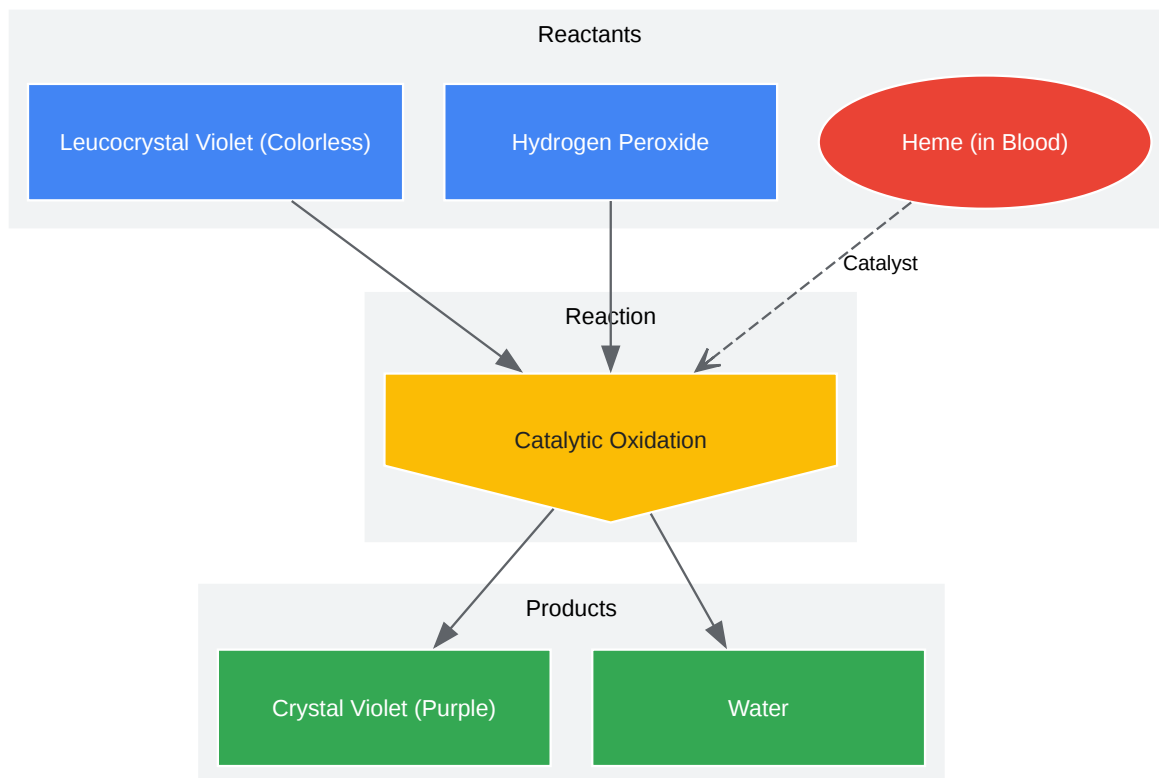 Reactants
Leucocrystal Violet (Colorless)
Hydrogen Peroxide
Heme (in Blood)
Catalyst
Reaction
Catalytic Oxidation
Products
Crystal Violet (Purple)
Water